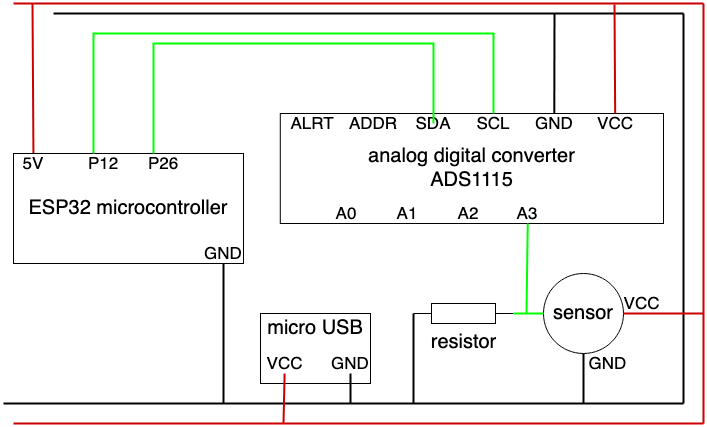 ALRT ADDR SDA SCL GND VCC
analog digital converter
ADS1115
A0 A1 A2 A3
5V P12 P26
ESP32 microcontroller
GND
micro USB
VCC GND
resistor
sensor
VCC
GND